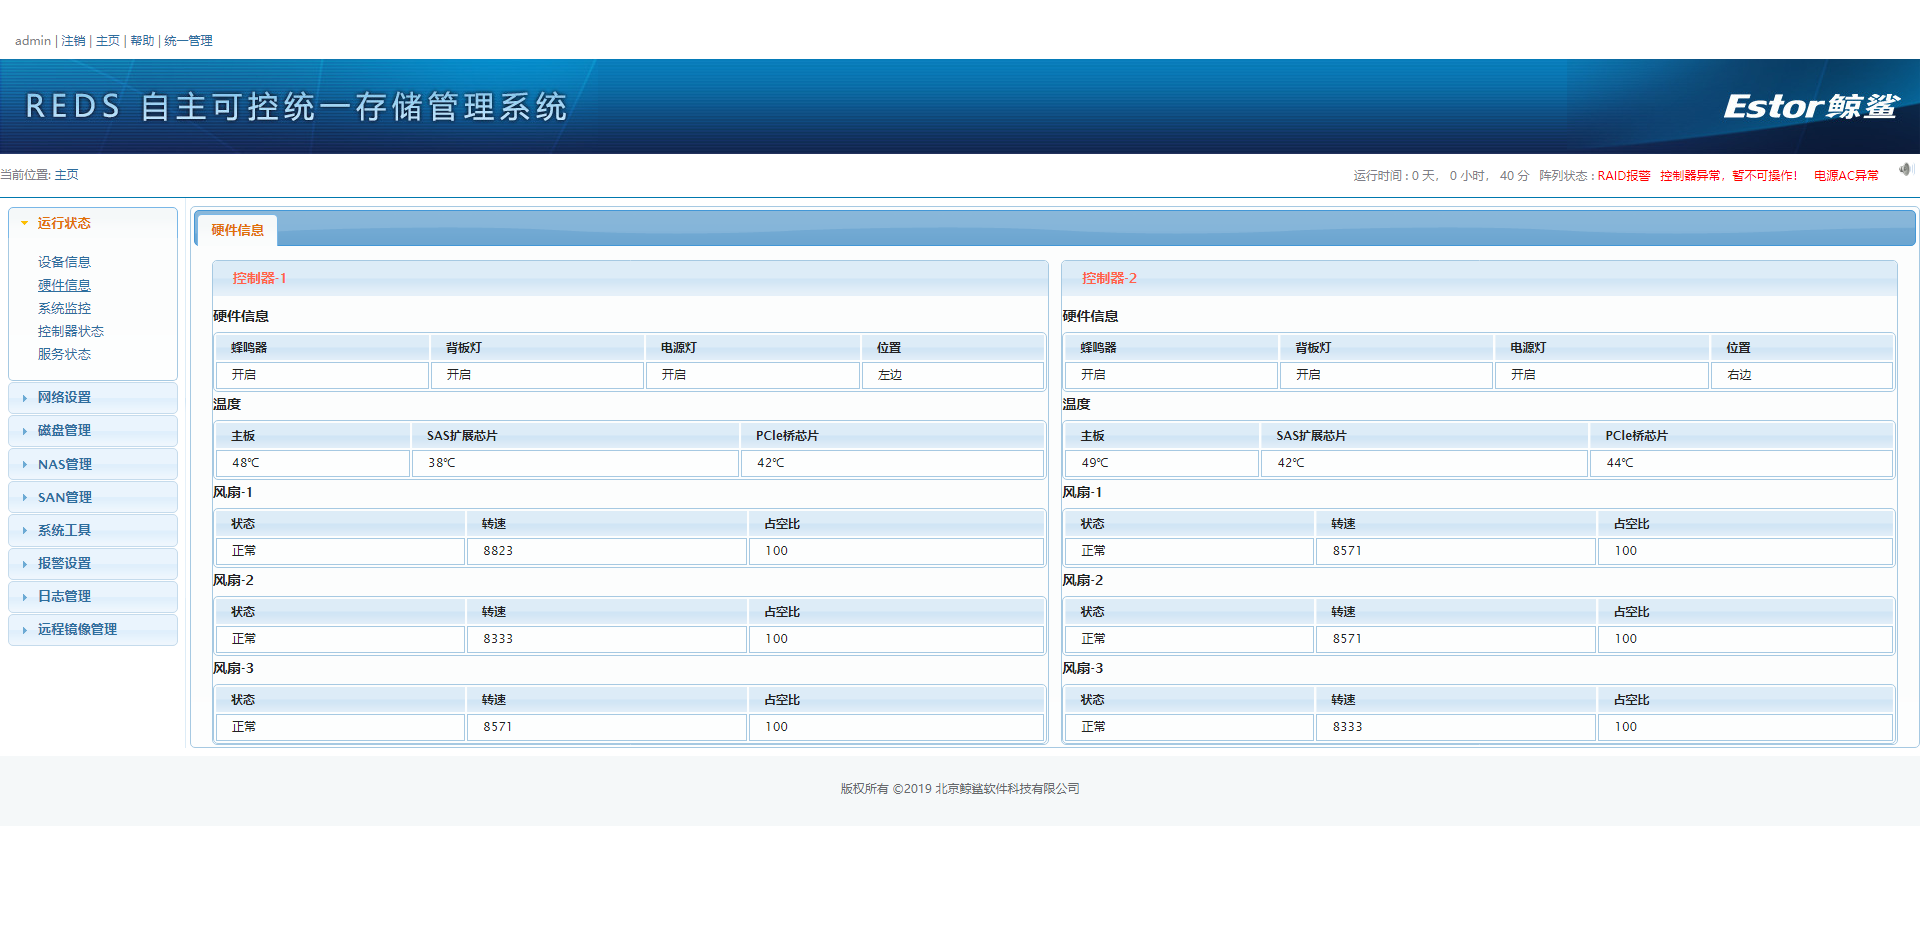 admin | 注销 | 主页 | 帮助 | 统一管理
REDS 自主可控统一存储管理系统
Estor鲸鲨
当前位置: 主页
运行时间 : 0 天， 0 小时， 40 分 阵列状态 : RAID报警 控制器异常，暂不可操作！ 电源AC异常
运行状态
设备信息
硬件信息
系统监控
控制器状态
服务状态
网络设置
磁盘管理
NAS管理
SAN管理
系统工具
报警设置
日志管理
远程镜像管理
硬件信息
控制器-1
硬件信息
蜂鸣器 背板灯 电源灯 位置
开启 开启 开启 左边
温度
主板 SAS扩展芯片 PCIe桥芯片
48℃ 38℃ 42℃
风扇-1
状态 转速 占空比
正常 8823 100
风扇-2
状态 转速 占空比
正常 8333 100
风扇-3
状态 转速 占空比
正常 8571 100
控制器-2
硬件信息
蜂鸣器 背板灯 电源灯 位置
开启 开启 开启 右边
温度
主板 SAS扩展芯片 PCIe桥芯片
49℃ 42℃ 44℃
风扇-1
状态 转速 占空比
正常 8571 100
风扇-2
状态 转速 占空比
正常 8571 100
风扇-3
状态 转速 占空比
正常 8333 100
版权所有 ©2019 北京鲸鲨软件科技有限公司